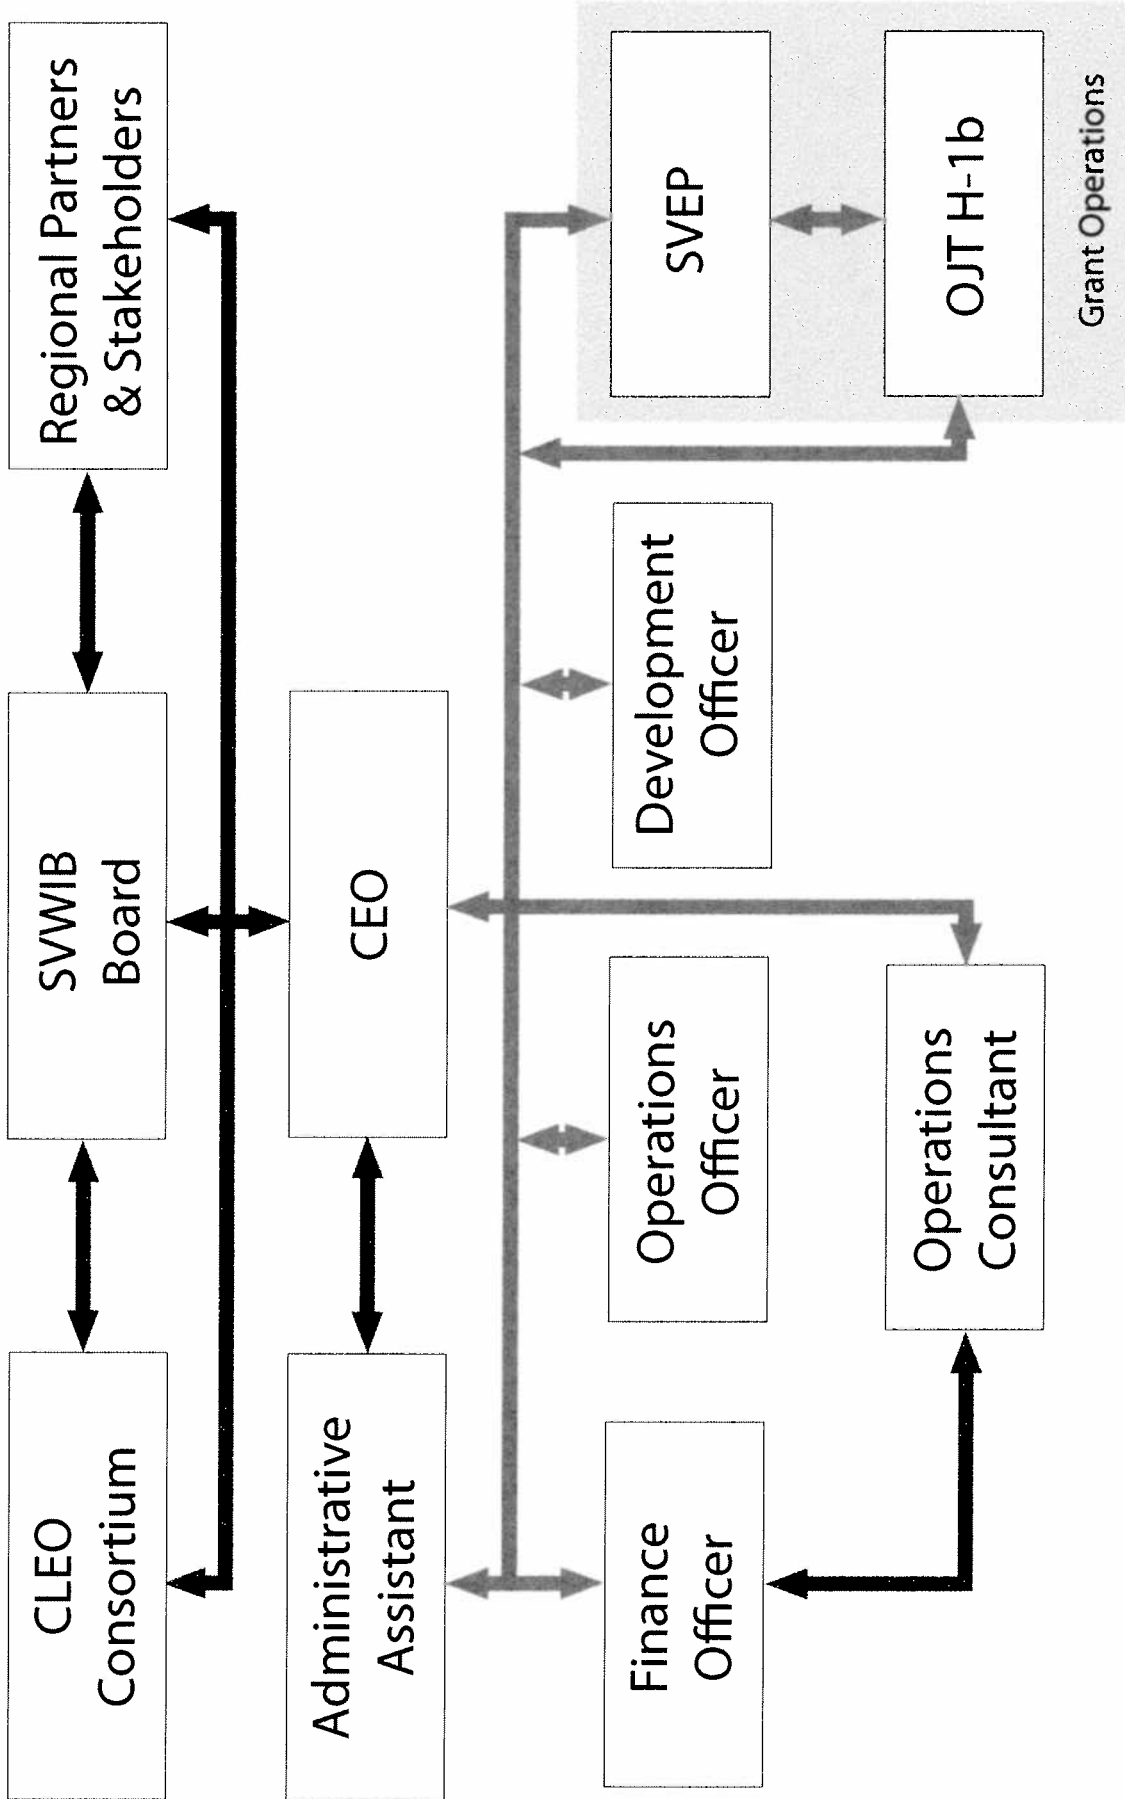 CLEO
Consortium
SVWIB
Board
Regional Partners
& Stakeholders
Administrative
Assistant
CEO
Finance
Officer
Operations
Officer
Development
Officer
SVEP
Operations
Consultant
OJT H-1b
Grant Operations